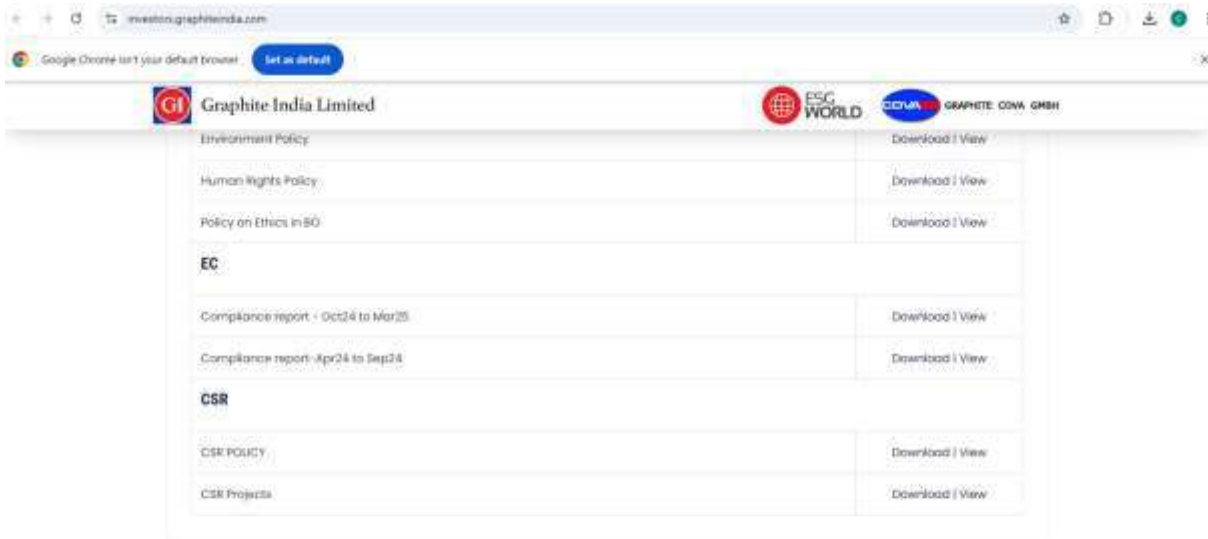 investors.graphiteindia.com
Google Chrome isn't your default browser Set as default
GI Graphite India Limited ESG WORLD COVA GRAPHITE COVA GMBH
Environment Policy Download | View
Human Rights Policy Download | View
Policy on Ethics in BO Download | View
EC
Compliance report - Oct24 to Mar25 Download | View
Compliance report-Apr24 to Sep24 Download | View
CSR
CSR POLICY Download | View
CSR Projects Download | View